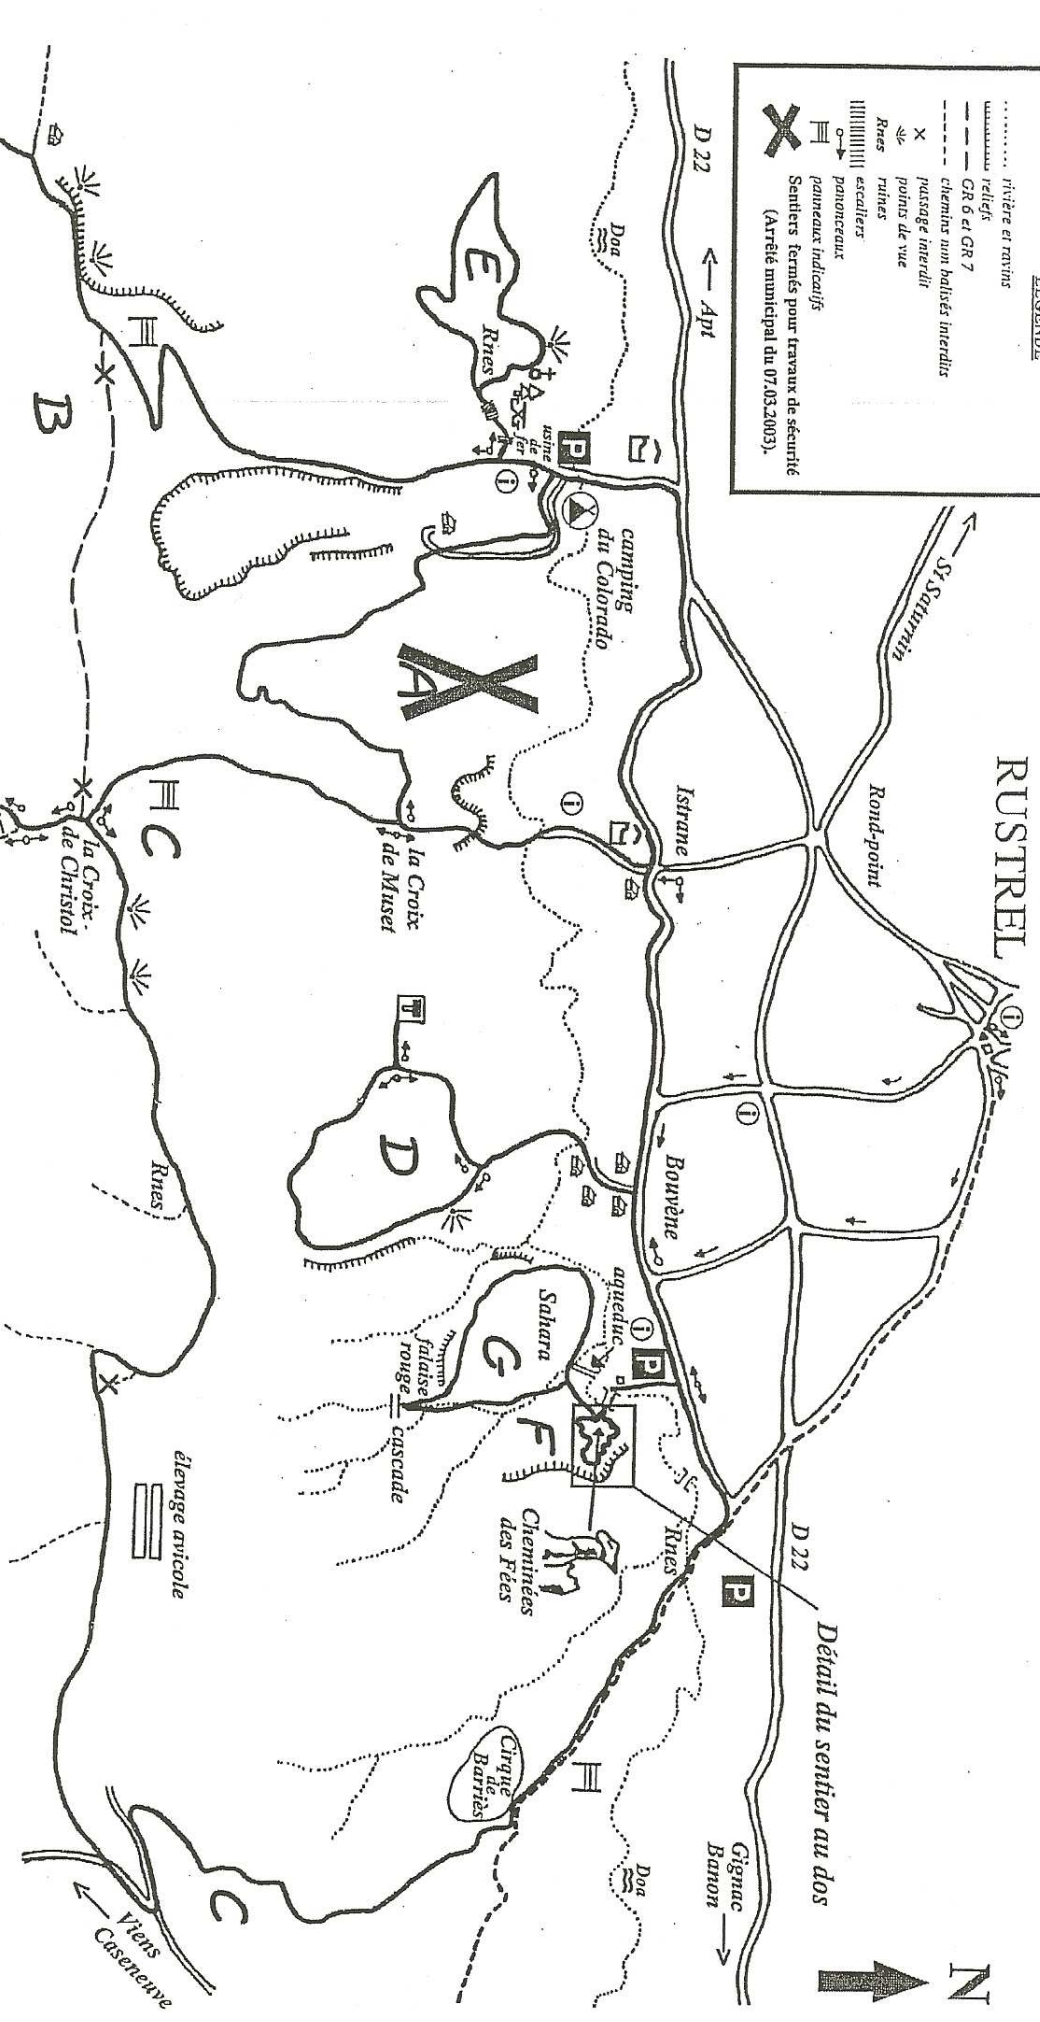 LÉGENDE
rivière et ravins
reliefs
GR 6 et GR 7
chemins non balisés interdits
passage interdit
points de vue
Rnes ruines
escaliers
panonceaux
panneaux indicatifs
Sentiers fermés pour travaux de sécurité
(Arrêté municipal du 07.03.2003).
RUSTREL
N
St Saturnin
Rond-point
i
D 22
← Apt
D 22
Détail du sentier au dos
Gignac
Banon
P
Istrane
Bouvène
i
Doa
P
camping
du Colorado
usine
de
fer
i
i
aqueduc
i
P
Rnes
Doa
E
Rnes
A
la Croix
de Muset
D
Sahara
G
falaise
rouge
cascade
F
Cheminées
des Fées
Cirque
de
Barriès
B
C
la Croix-
de Christol
Rnes
élevage avicole
C
Viens
Caseneuve